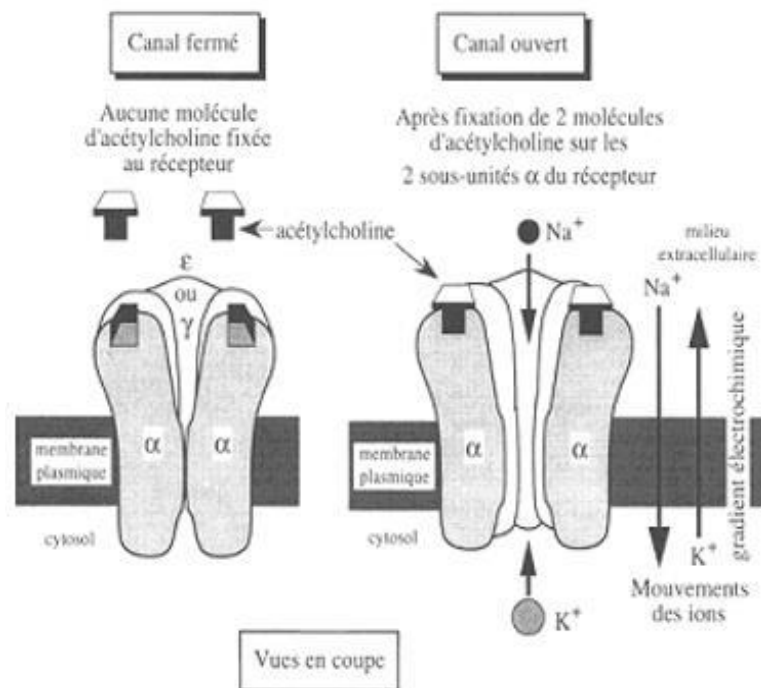 Canal fermé
Aucune molécule
d'acétylcholine fixée
au récepteur
Canal ouvert
Après fixation de 2 molécules
d'acétylcholine sur les
2 sous-unités α du récepteur
acétylcholine
Na⁺
milieu
extracellulaire
Na⁺
ε
ou
γ
gradient électrochimique
α
α
membrane
plasmique
cytosol
α
α
membrane
plasmique
cytosol
K⁺
K⁺
Mouvements
des ions
Vues en coupe